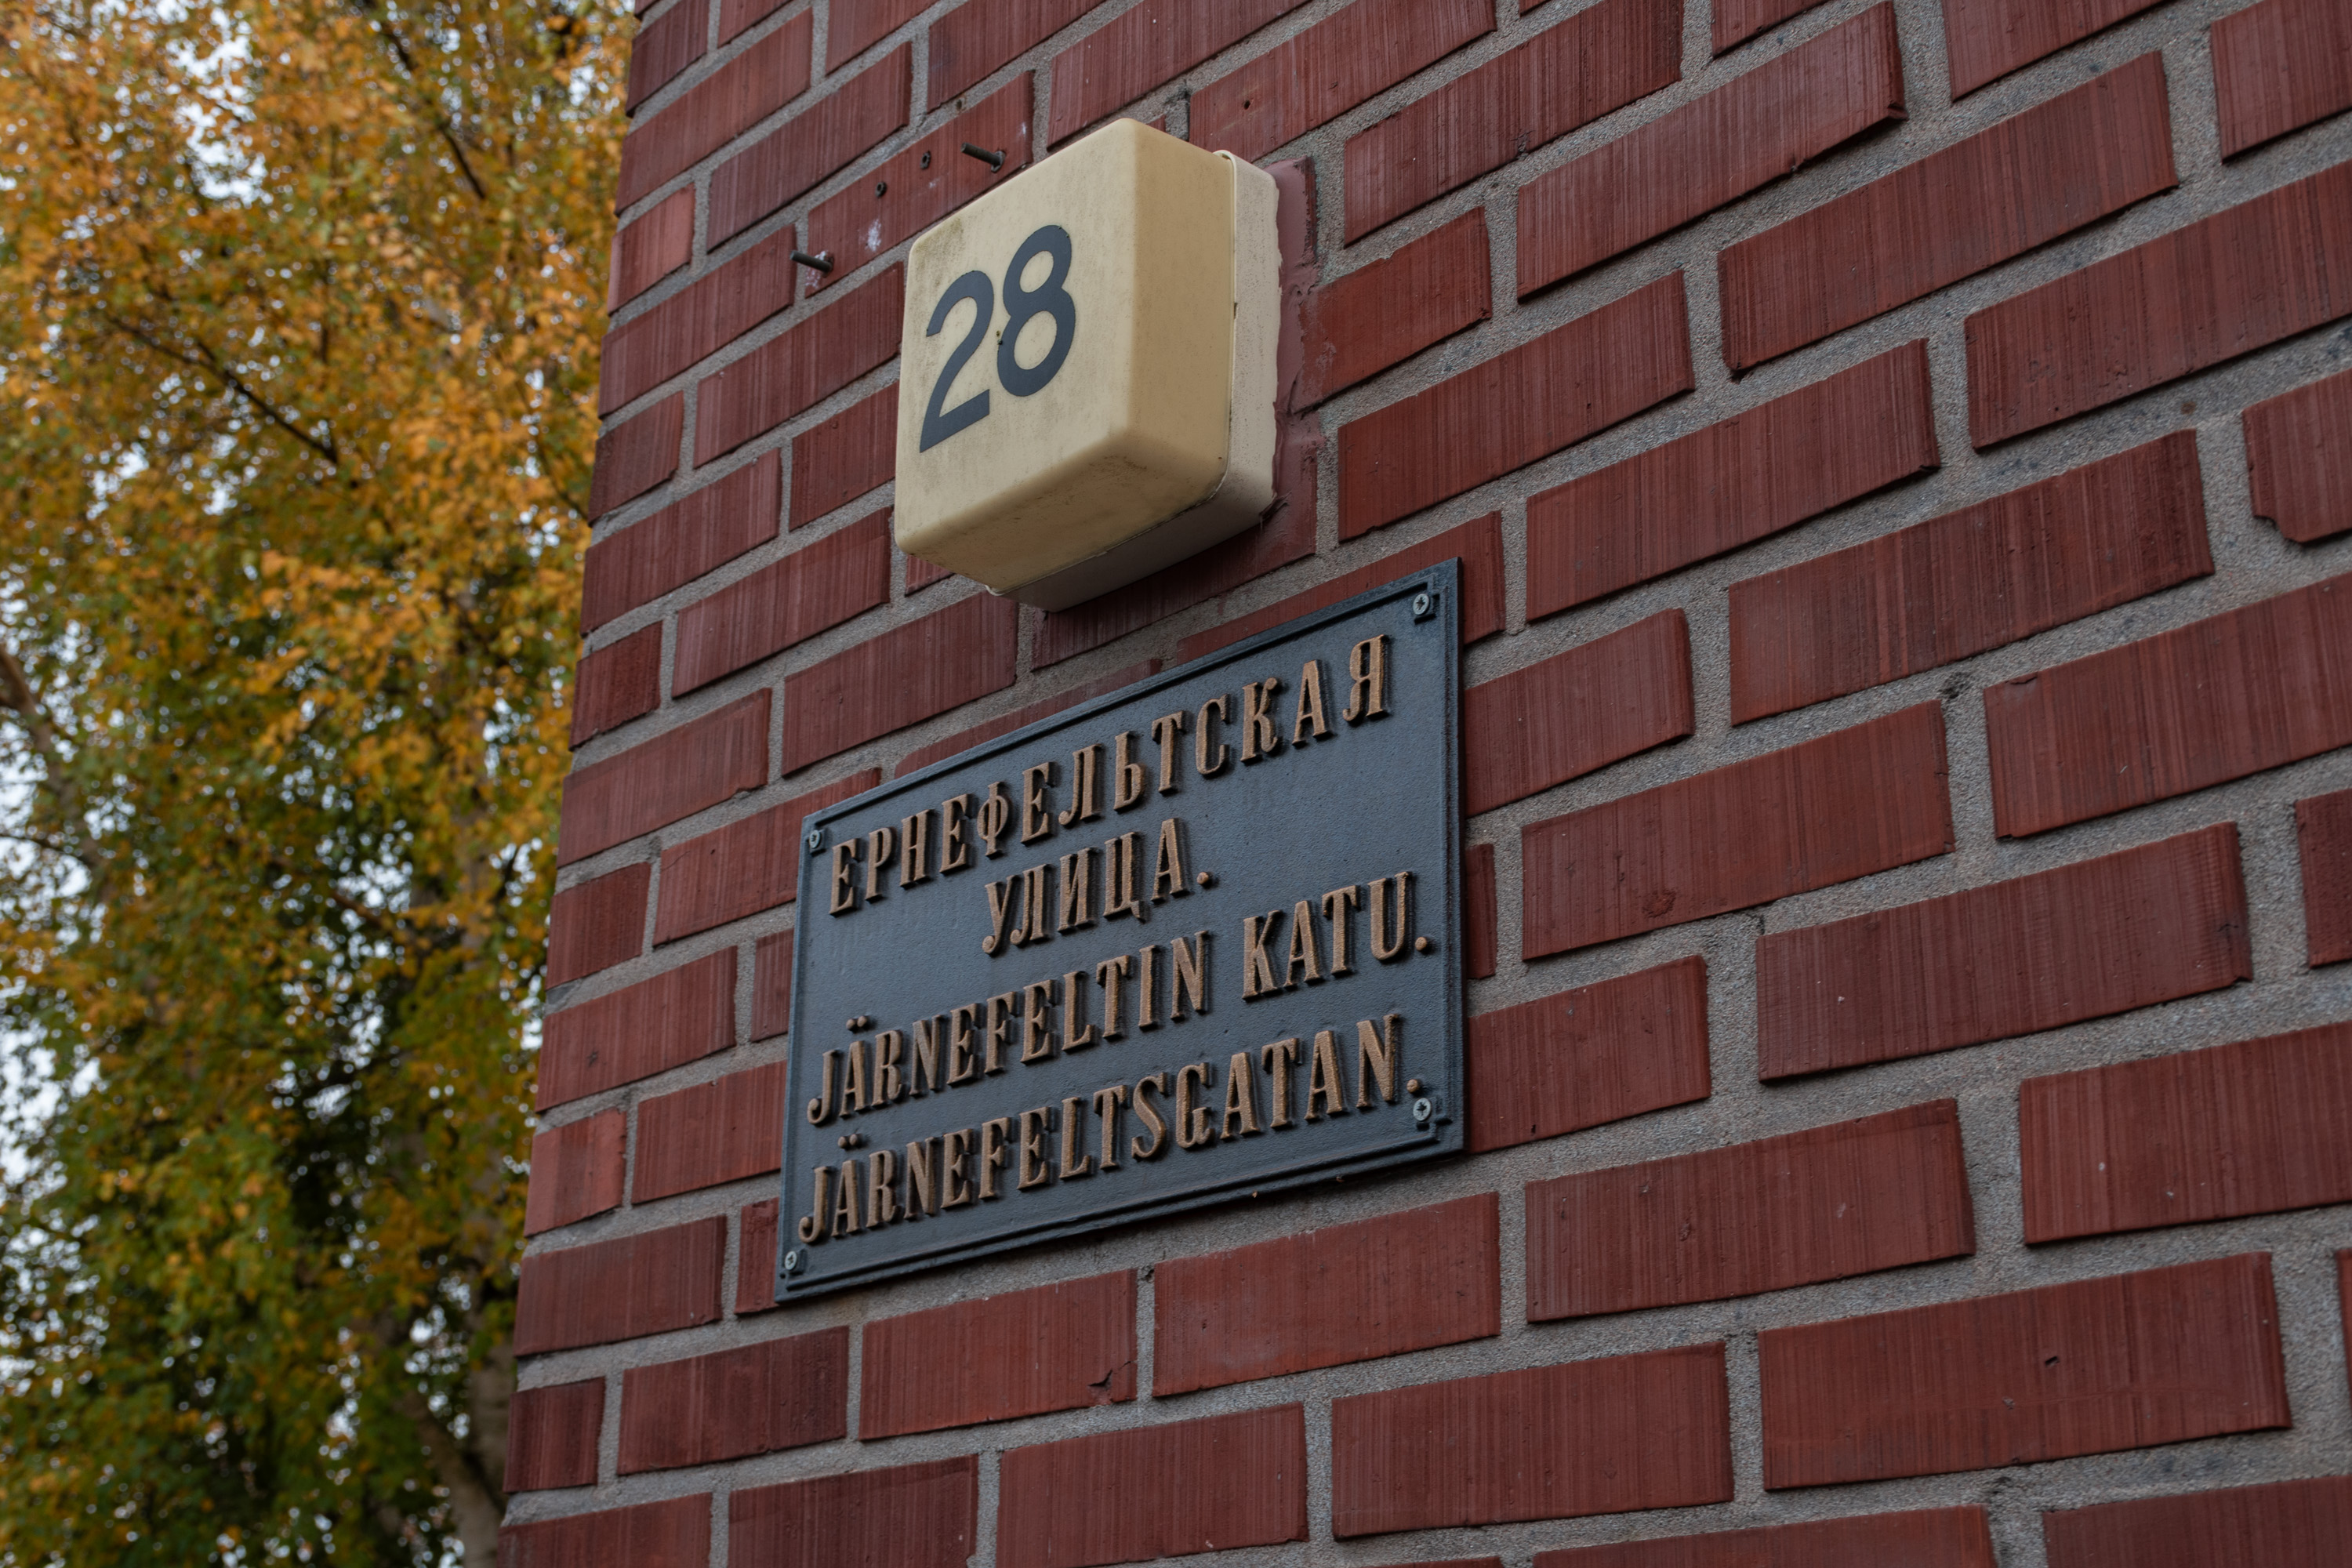 28
ЕРНЕФЕЛЬТСКАЯ
УЛИЦА.
JÄRNEFELTIN KATU.
JÄRNEFELTSGATAN.